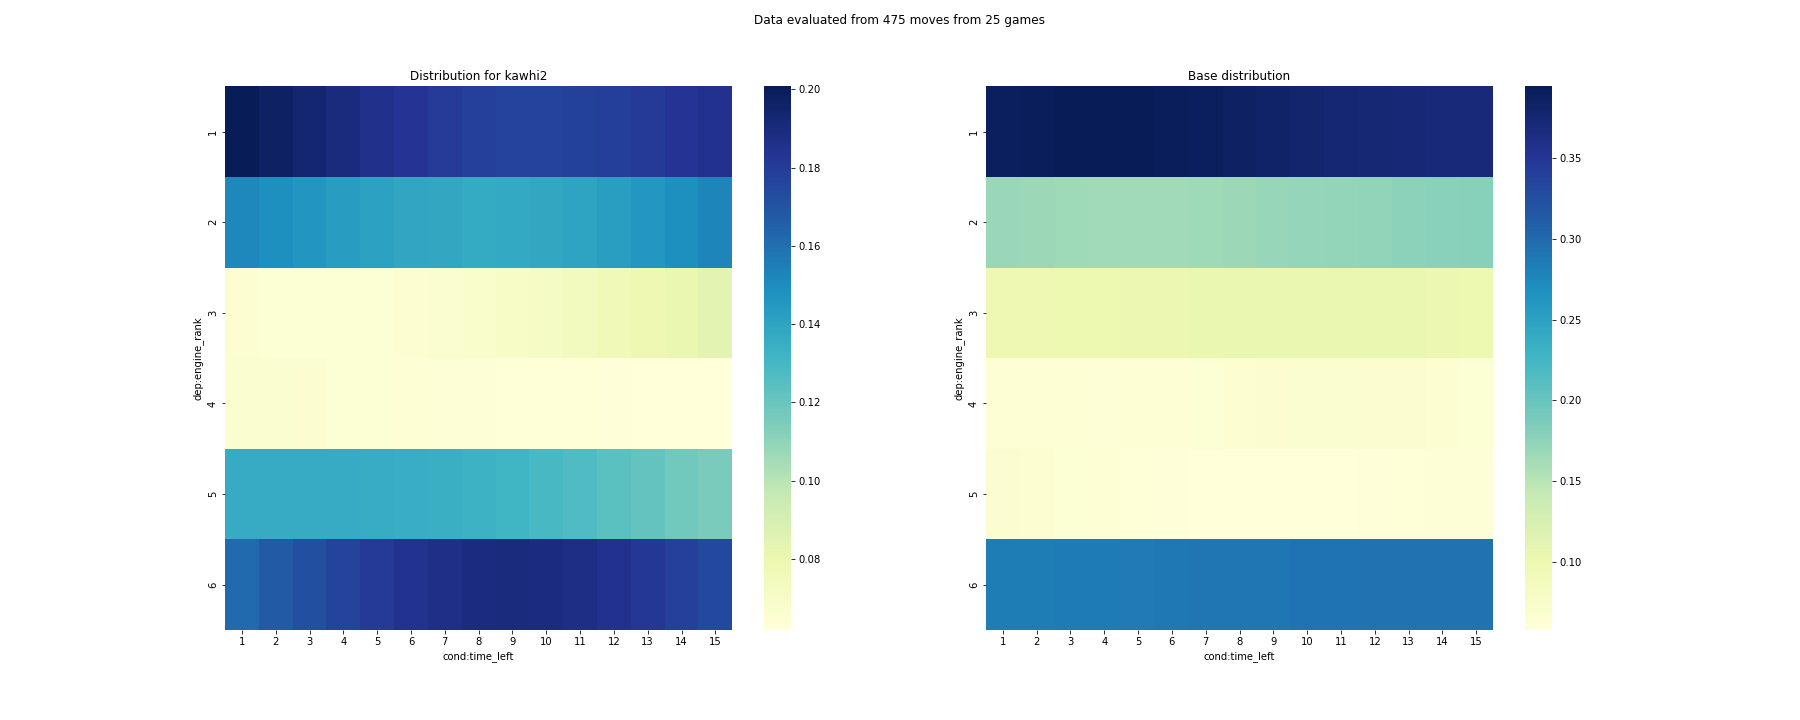 Data evaluated from 475 moves from 25 games
Distribution for kawhi2
dep:engine_rank
1
2
3
4
5
6
1 2 3 4 5 6 7 8 9 10 11 12 13 14 15
cond:time_left
0.20
0.18
0.16
0.14
0.12
0.10
0.08
Base distribution
dep:engine_rank
1
2
3
4
5
6
1 2 3 4 5 6 7 8 9 10 11 12 13 14 15
cond:time_left
0.35
0.30
0.25
0.20
0.15
0.10